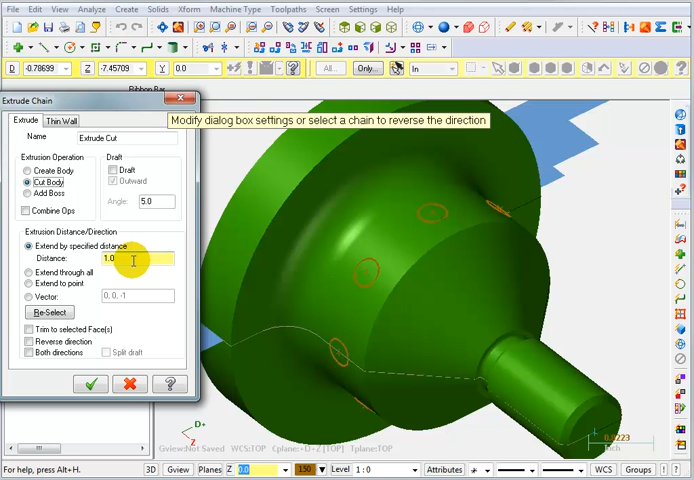 File Edit View Analyze Create Solids Xform Machine Type Toolpaths Screen Settings Help
D -0.78699 Z -7.45709 Y 0.0 All... Only... In
Ribbon Bar
Extrude Chain
Modify dialog box settings or select a chain to reverse the direction
Extrude Thin Wall
Name Extrude Cut
Extrusion Operation Draft
Create Body Draft
Cut Body Outward
Add Boss Angle: 5.0
Combine Ops
Extrusion Distance/Direction
Extend by specified distance
Distance: 1.0
Extend through all
Extend to point
Vector: 0, 0, -1
Re-Select
Trim to selected Face(s)
Reverse direction
Both directions Split draft
D+
Z
0.8223
Inch
Gview:Not Saved WCS:TOP Cplane:D+Z [TOP] Tplane:TOP
For help, press Alt+H. 3D Gview Planes Z 0.0 150 Level 1 : 0 Attributes WCS Groups ! ?